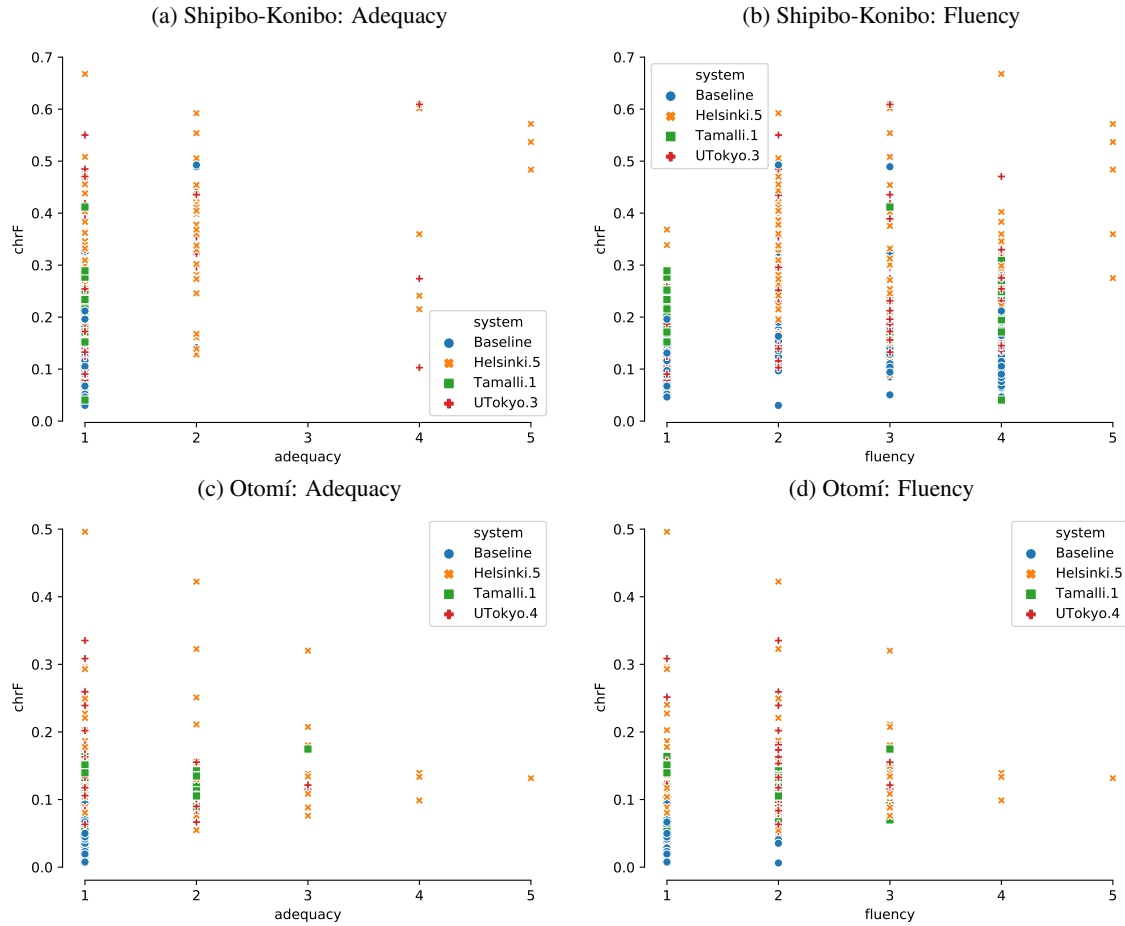 (a) Shipibo-Konibo: Adequacy
0.7
0.6
0.5
0.4
0.3
0.2
0.1
0.0
chrF
1 2 3 4 5
adequacy
system
Baseline
Helsinki.5
Tamalli.1
UTokyo.3
(b) Shipibo-Konibo: Fluency
0.7
0.6
0.5
0.4
0.3
0.2
0.1
0.0
chrF
system
Baseline
Helsinki.5
Tamalli.1
UTokyo.3
1 2 3 4 5
fluency
(c) Otomí: Adequacy
0.5
0.4
0.3
0.2
0.1
0.0
chrF
system
Baseline
Helsinki.5
Tamalli.1
UTokyo.4
1 2 3 4 5
adequacy
(d) Otomí: Fluency
0.5
0.4
0.3
0.2
0.1
0.0
chrF
system
Baseline
Helsinki.5
Tamalli.1
UTokyo.4
1 2 3 4 5
fluency